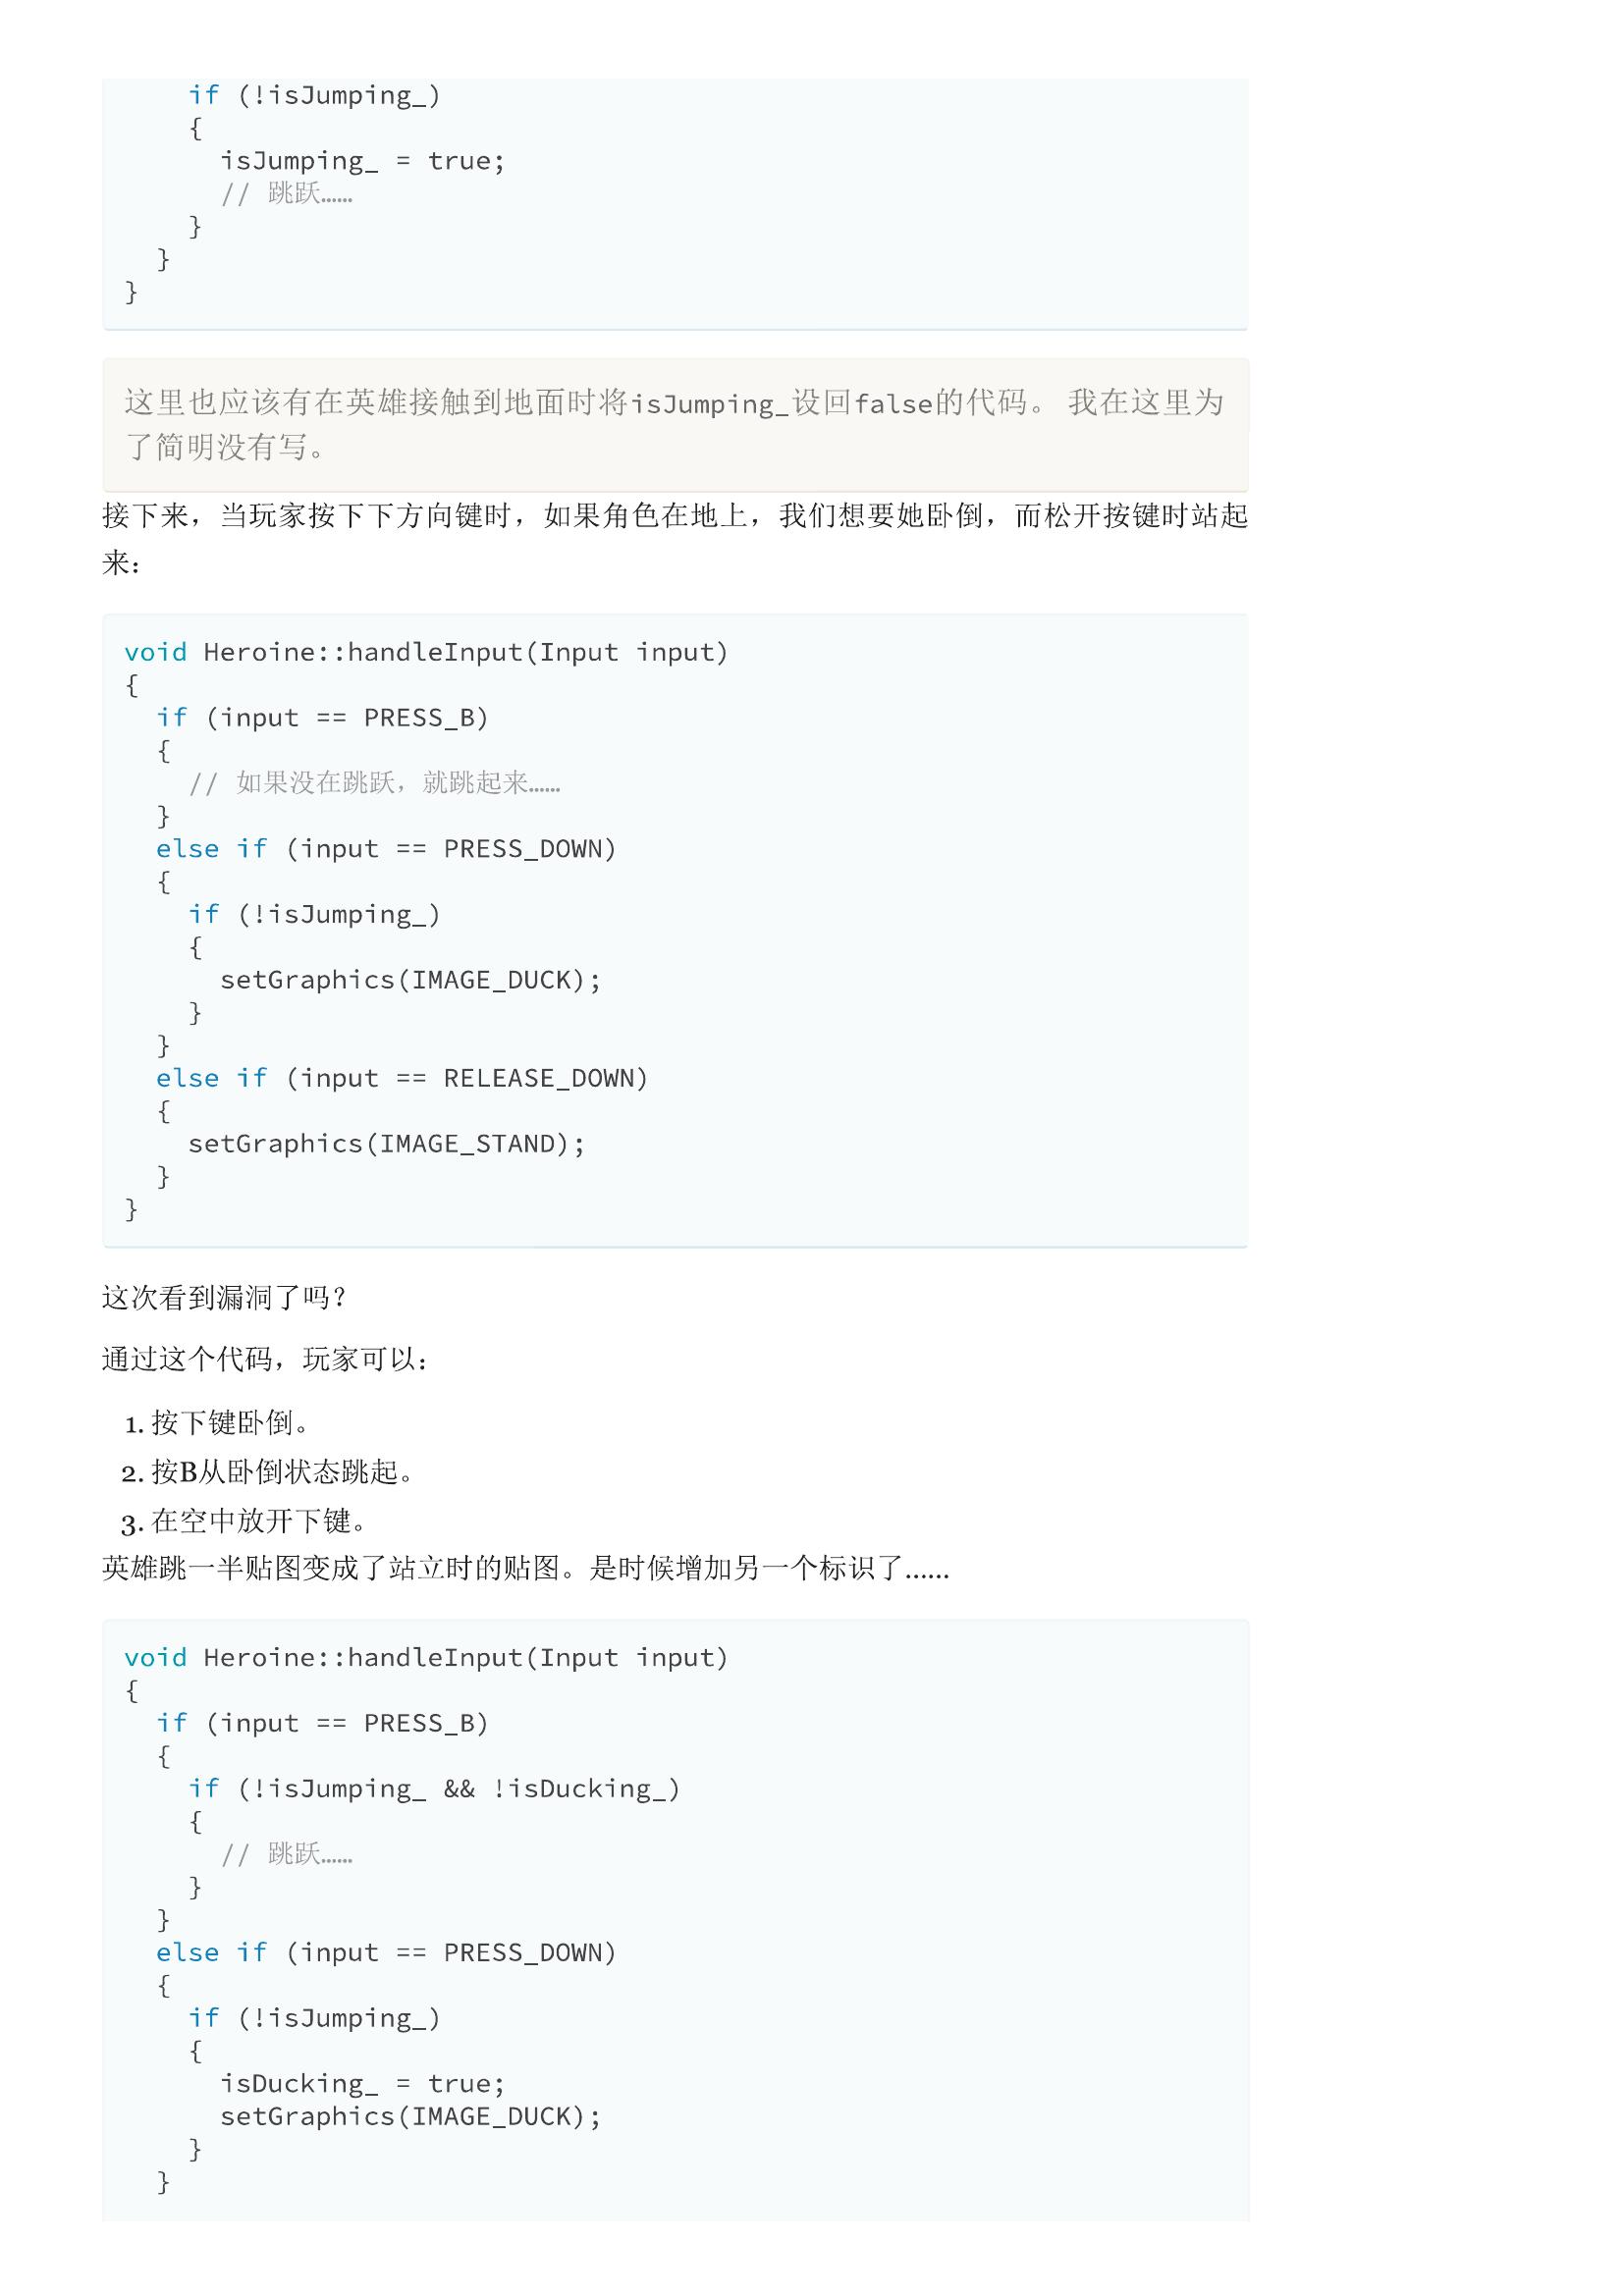 if (!isJumping_)
    {
      isJumping_ = true;
      // 跳跃……
    }
  }
}
这里也应该有在英雄接触到地面时将isJumping_设回false的代码。 我在这里为
了简明没有写。
接下来，当玩家按下下方向键时，如果角色在地上，我们想要她卧倒，而松开按键时站起
来：
void Heroine::handleInput(Input input)
{
  if (input == PRESS_B)
  {
    // 如果没在跳跃，就跳起来……
  }
  else if (input == PRESS_DOWN)
  {
    if (!isJumping_)
    {
      setGraphics(IMAGE_DUCK);
    }
  }
  else if (input == RELEASE_DOWN)
  {
    setGraphics(IMAGE_STAND);
  }
}
这次看到漏洞了吗？
通过这个代码，玩家可以：
1. 按下键卧倒。
2. 按B从卧倒状态跳起。
3. 在空中放开下键。
英雄跳一半贴图变成了站立时的贴图。是时候增加另一个标识了……
void Heroine::handleInput(Input input)
{
  if (input == PRESS_B)
  {
    if (!isJumping_ && !isDucking_)
    {
      // 跳跃……
    }
  }
  else if (input == PRESS_DOWN)
  {
    if (!isJumping_)
    {
      isDucking_ = true;
      setGraphics(IMAGE_DUCK);
    }
  }